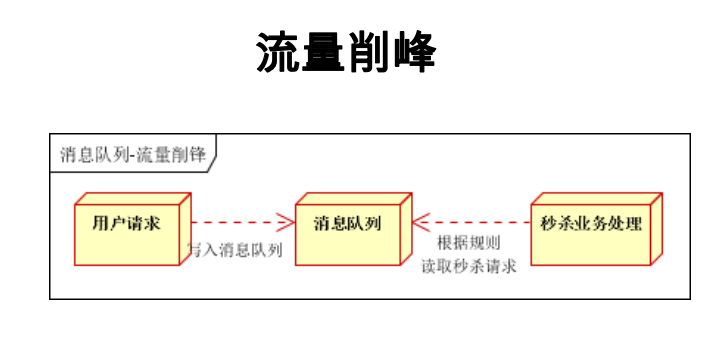 流量削峰
消息队列-流量削锋
用户请求
消息队列
秒杀业务处理
写入消息队列
根据规则
读取秒杀请求